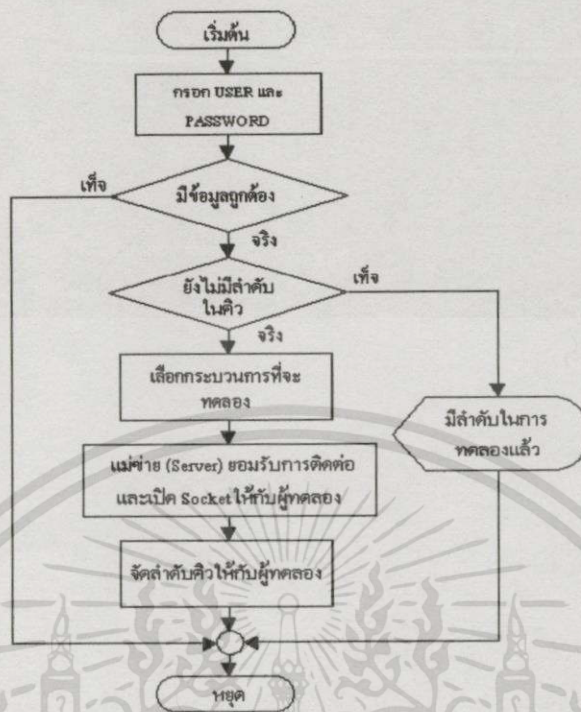 เริ่มต้น
กรอก USER และ
PASSWORD
เท็จ
มีข้อมูลถูกต้อง
จริง
เท็จ
ยังไม่มีลำดับ
ในคิว
จริง
เลือกกระบวนการที่จะ
ทดลอง
มีลำดับในการ
ทดลองแล้ว
แม่ข่าย (Server) ยอมรับการติดต่อ
และเปิด Socket ให้กับผู้ทดลอง
จัดลำดับคิวให้กับผู้ทดลอง
หยุด